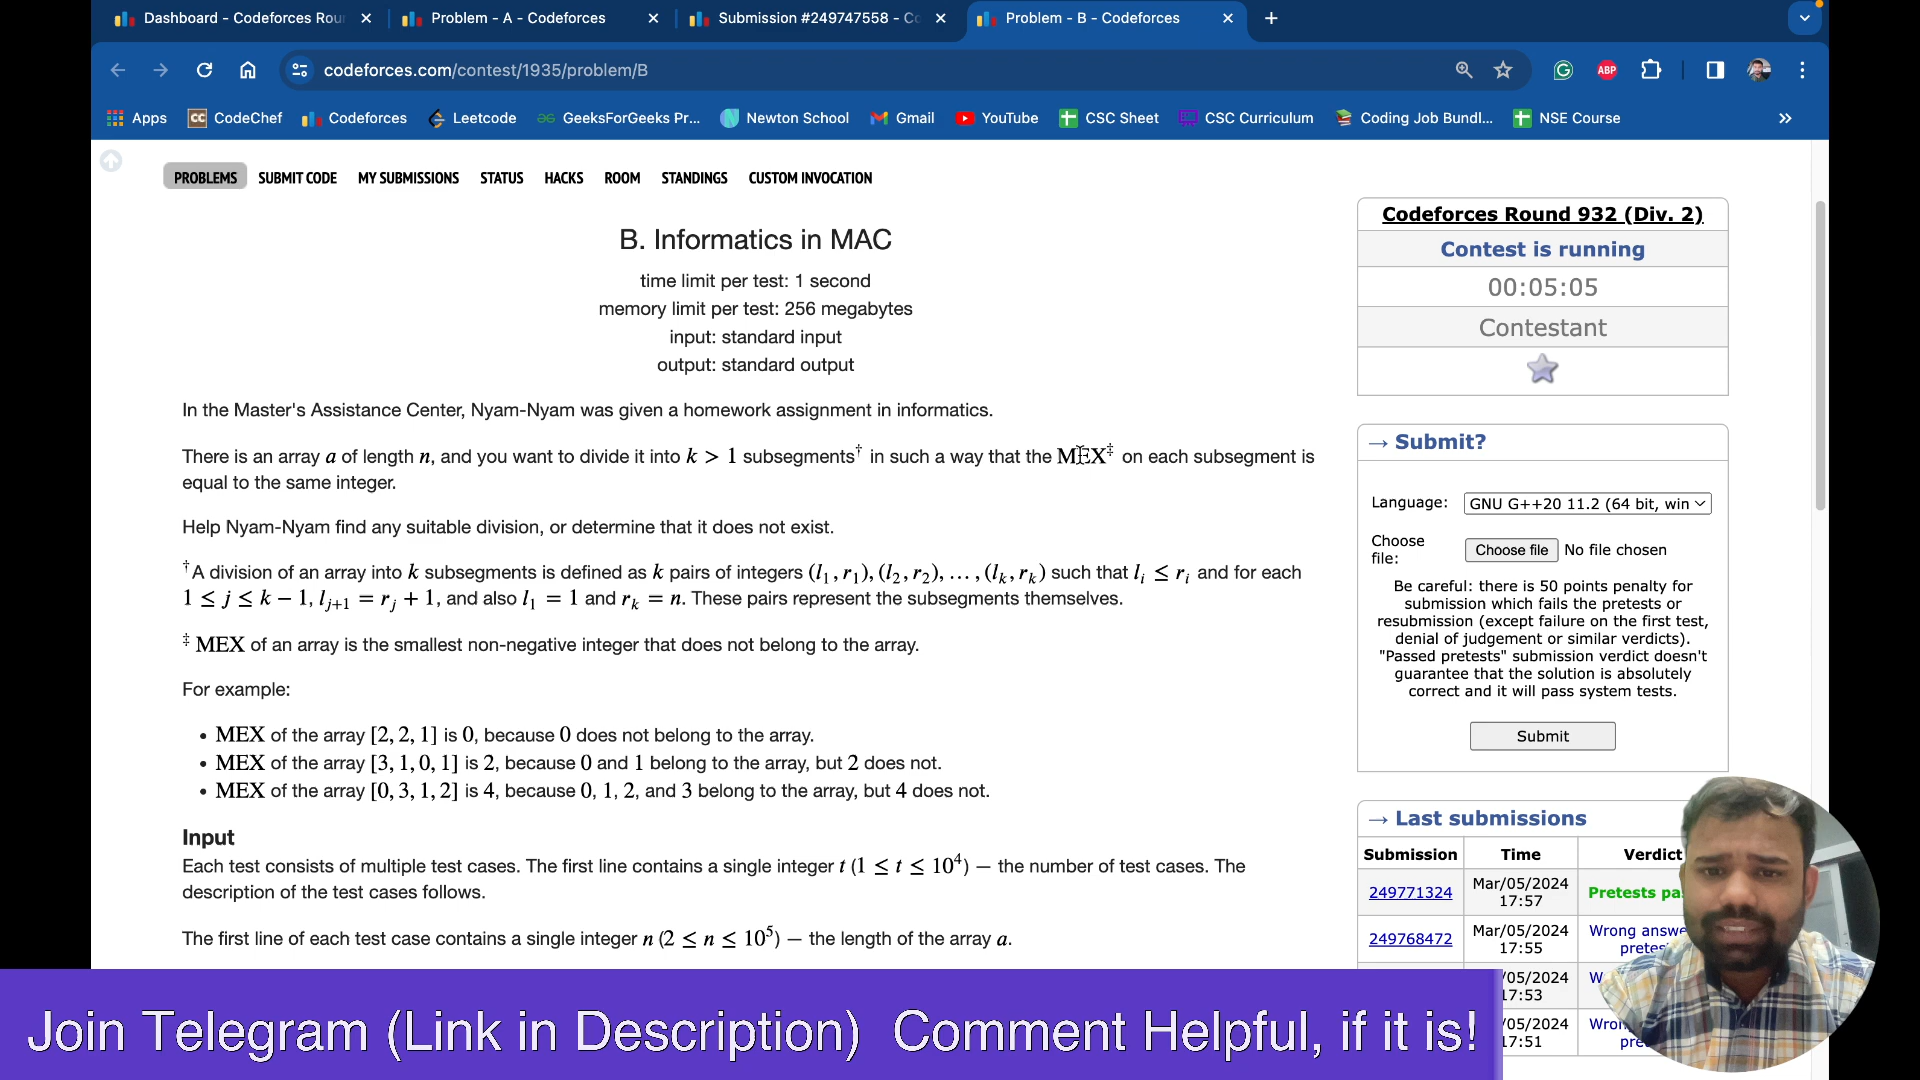 Dashboard - Codeforces Rou
Problem - A - Codeforces
Submission #249747558 - Co
Problem - B - Codeforces
codeforces.com/contest/1935/problem/B
ABP
Apps
CC CodeChef
Codeforces
Leetcode
GeeksForGeeks Pr...
Newton School
Gmail
YouTube
CSC Sheet
CSC Curriculum
Coding Job Bundl...
NSE Course
PROBLEMS SUBMIT CODE MY SUBMISSIONS STATUS HACKS ROOM STANDINGS CUSTOM INVOCATION
B. Informatics in MAC
time limit per test: 1 second
memory limit per test: 256 megabytes
input: standard input
output: standard output
In the Master's Assistance Center, Nyam-Nyam was given a homework assignment in informatics.
There is an array a of length n, and you want to divide it into k > 1 subsegments† in such a way that the MEX‡ on each subsegment is
equal to the same integer.
Help Nyam-Nyam find any suitable division, or determine that it does not exist.
†A division of an array into k subsegments is defined as k pairs of integers (l₁, r₁), (l₂, r₂), …, (lₖ, rₖ) such that lᵢ ≤ rᵢ and for each
1 ≤ j ≤ k − 1, lⱼ₊₁ = rⱼ + 1, and also l₁ = 1 and rₖ = n. These pairs represent the subsegments themselves.
‡ MEX of an array is the smallest non-negative integer that does not belong to the array.
For example:
• MEX of the array [2, 2, 1] is 0, because 0 does not belong to the array.
• MEX of the array [3, 1, 0, 1] is 2, because 0 and 1 belong to the array, but 2 does not.
• MEX of the array [0, 3, 1, 2] is 4, because 0, 1, 2, and 3 belong to the array, but 4 does not.
Input
Each test consists of multiple test cases. The first line contains a single integer t (1 ≤ t ≤ 10⁴) — the number of test cases. The
description of the test cases follows.
The first line of each test case contains a single integer n (2 ≤ n ≤ 10⁵) — the length of the array a.
Codeforces Round 932 (Div. 2)
Contest is running
00:05:05
Contestant
→ Submit?
Language: GNU G++20 11.2 (64 bit, win
Choose
file: Choose file No file chosen
Be careful: there is 50 points penalty for
submission which fails the pretests or
resubmission (except failure on the first test,
denial of judgement or similar verdicts).
"Passed pretests" submission verdict doesn't
guarantee that the solution is absolutely
correct and it will pass system tests.
Submit
→ Last submissions
Submission Time Verdict
249771324 Mar/05/2024 17:57 Pretests pa
249768472 Mar/05/2024 17:55 Wrong answe
prete
/05/2024 17:53 W
/05/2024 17:51 Wron
pre
Join Telegram (Link in Description) Comment Helpful, if it is!